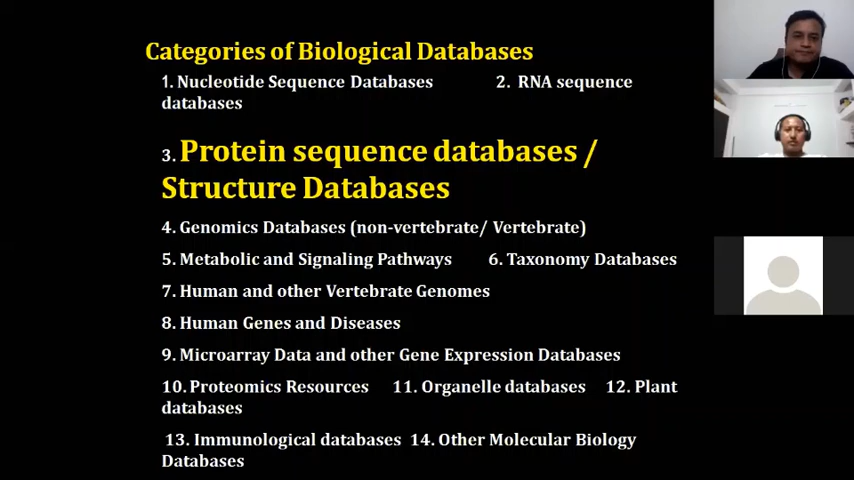 Categories of Biological Databases
1. Nucleotide Sequence Databases 2. RNA sequence
databases
3. Protein sequence databases /
Structure Databases
4. Genomics Databases (non-vertebrate/ Vertebrate)
5. Metabolic and Signaling Pathways 6. Taxonomy Databases
7. Human and other Vertebrate Genomes
8. Human Genes and Diseases
9. Microarray Data and other Gene Expression Databases
10. Proteomics Resources 11. Organelle databases 12. Plant
databases
13. Immunological databases 14. Other Molecular Biology
Databases